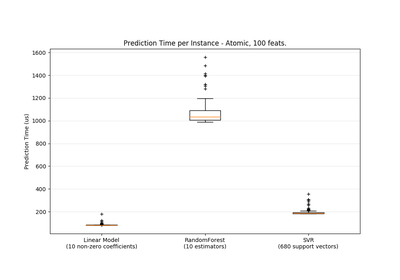 Prediction Time per Instance - Atomic, 100 feats.
1600
1400
1200
1000
800
600
400
200
Prediction Time (us)
Linear Model
(10 non-zero coefficients)
RandomForest
(10 estimators)
SVR
(680 support vectors)